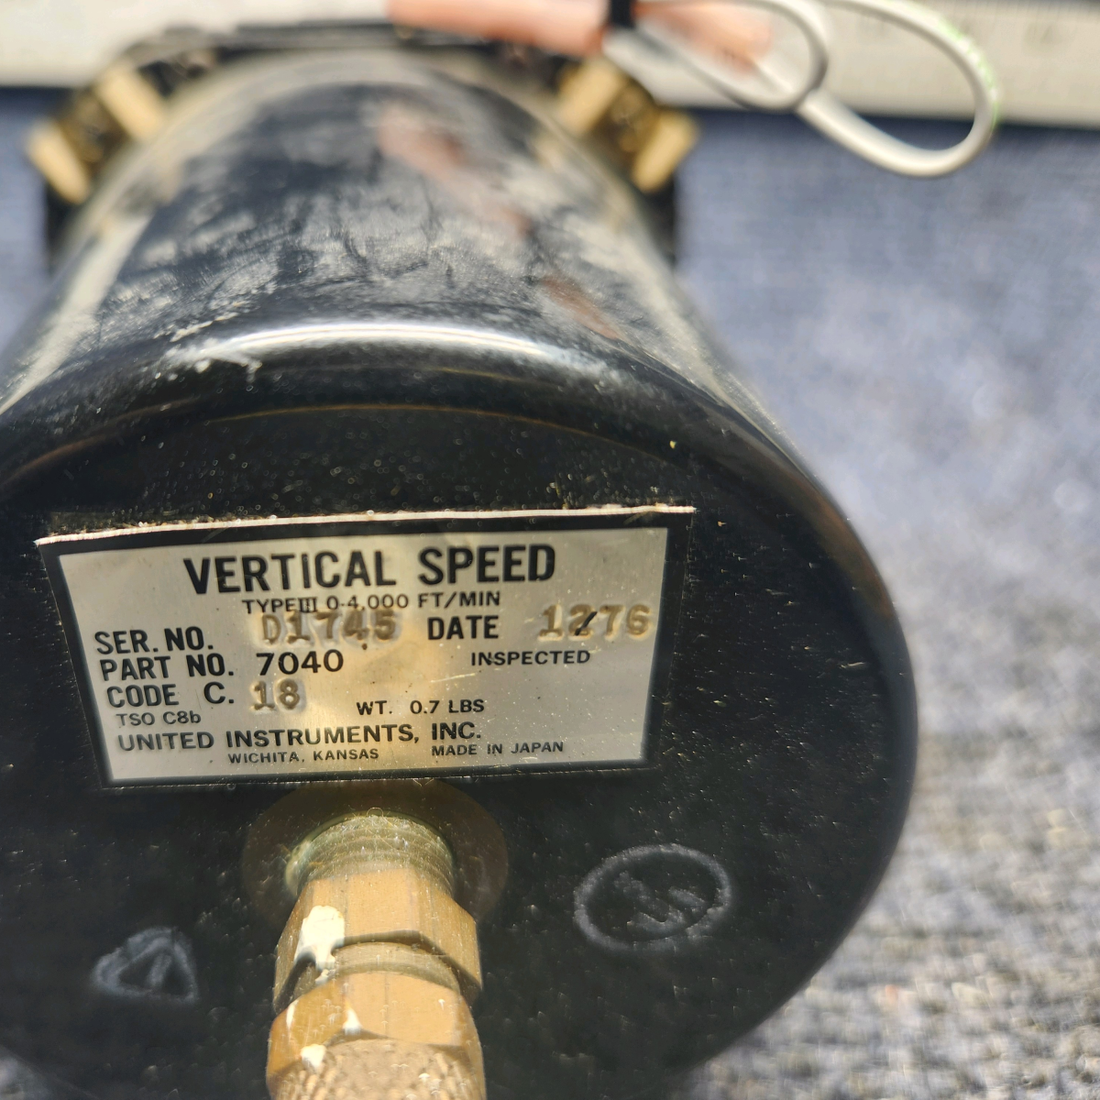 VERTICAL SPEED
TYPE III 0-4,000 FT/MIN
SER. NO. D1745 DATE 1276
PART NO. 7040 INSPECTED
CODE C. 18
WT. 0.7 LBS
TSO C8b
UNITED INSTRUMENTS, INC.
WICHITA, KANSAS MADE IN JAPAN